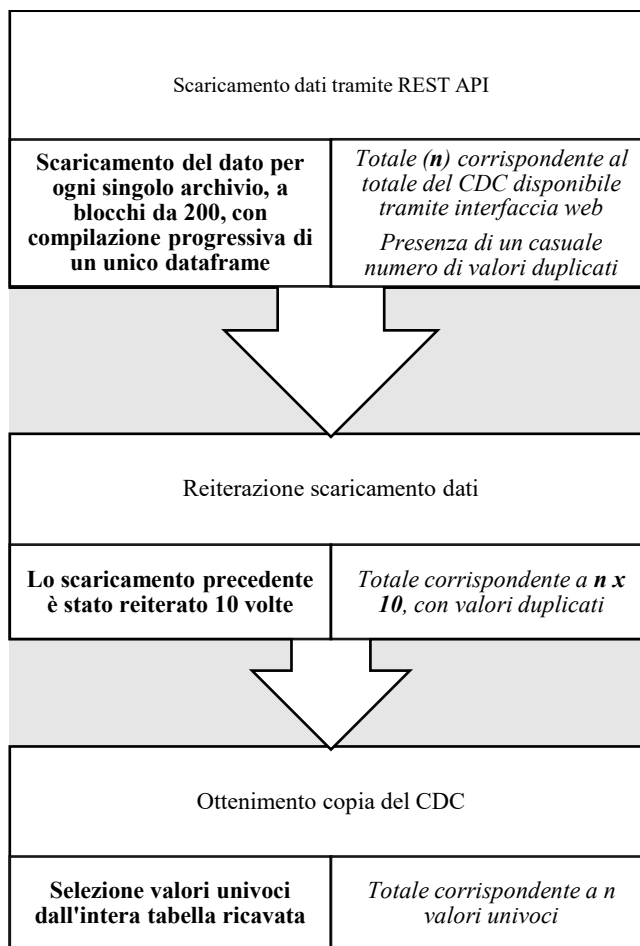 Scaricamento dati tramite REST API
Scaricamento del dato per
ogni singolo archivio, a
blocchi da 200, con
compilazione progressiva di
un unico dataframe
Totale (n) corrispondente al
totale del CDC disponibile
tramite interfaccia web
Presenza di un casuale
numero di valori duplicati
Reiterazione scaricamento dati
Lo scaricamento precedente
è stato reiterato 10 volte
Totale corrispondente a n x
10, con valori duplicati
Ottenimento copia del CDC
Selezione valori univoci
dall'intera tabella ricavata
Totale corrispondente a n
valori univoci